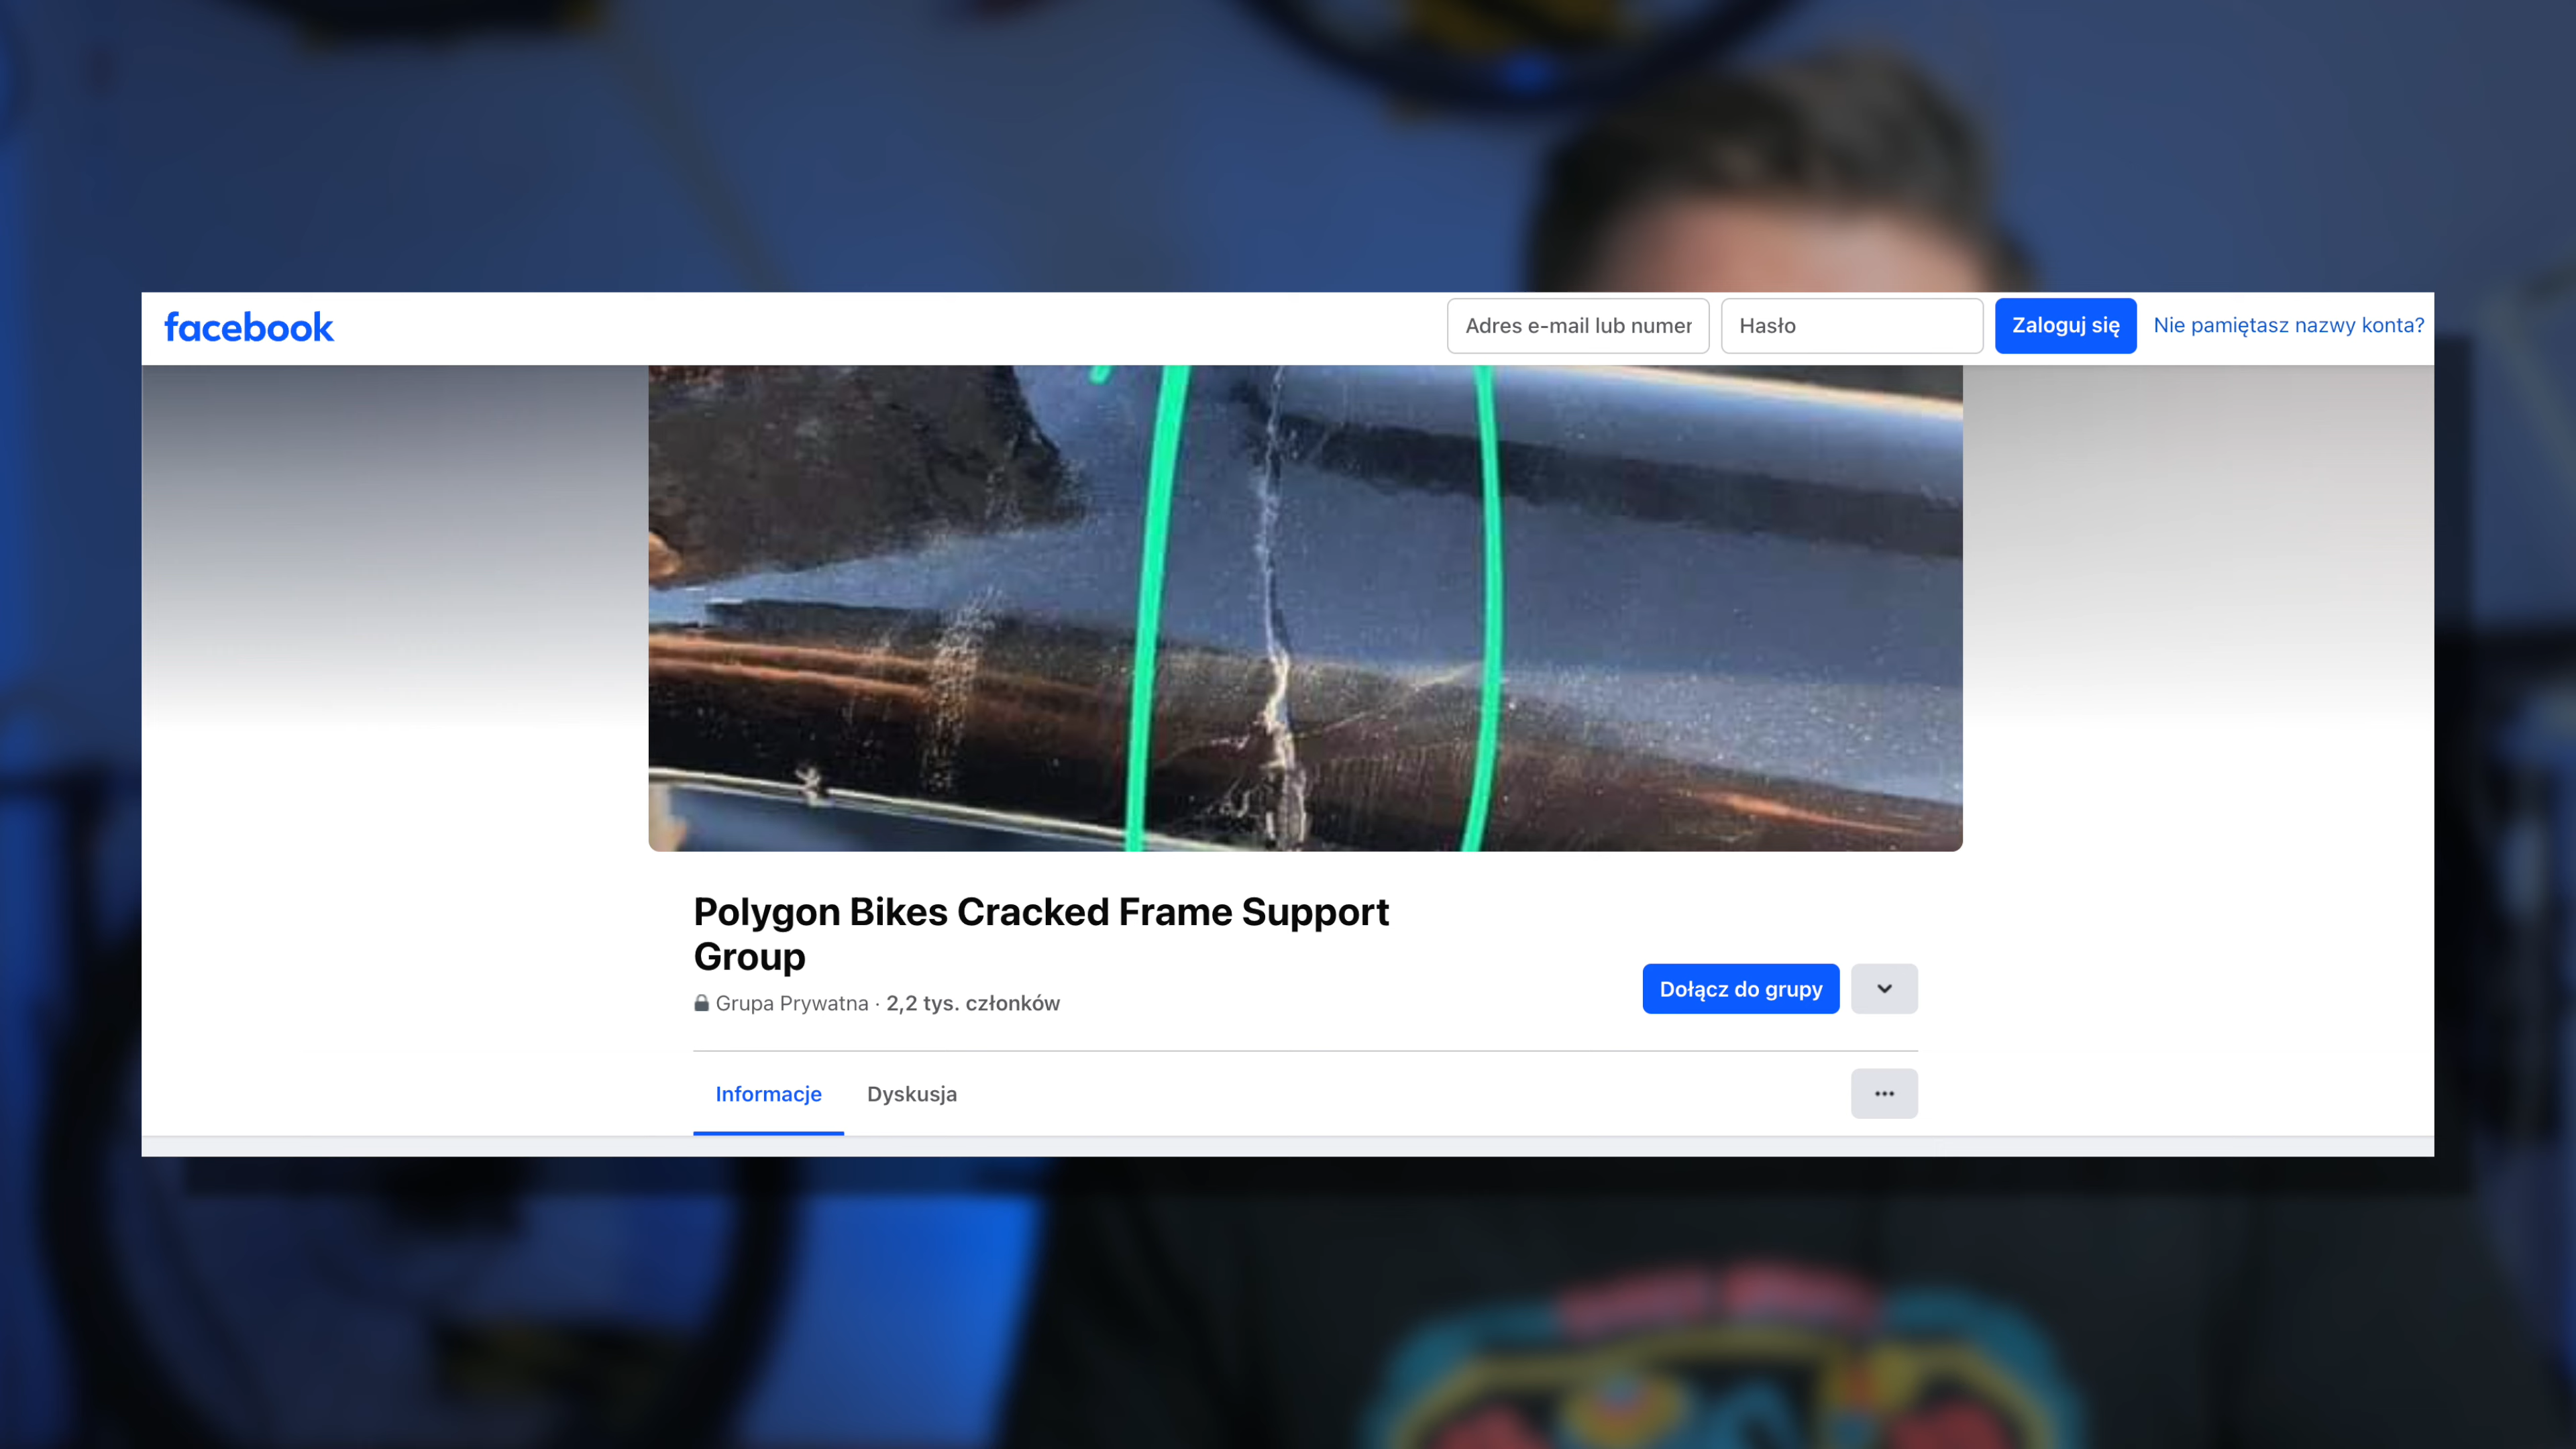 facebook
Adres e-mail lub numer
Hasło
Zaloguj się
Nie pamiętasz nazwy konta?
Polygon Bikes Cracked Frame Support
Group
Grupa Prywatna · 2,2 tys. członków
Dołącz do grupy
Informacje
Dyskusja